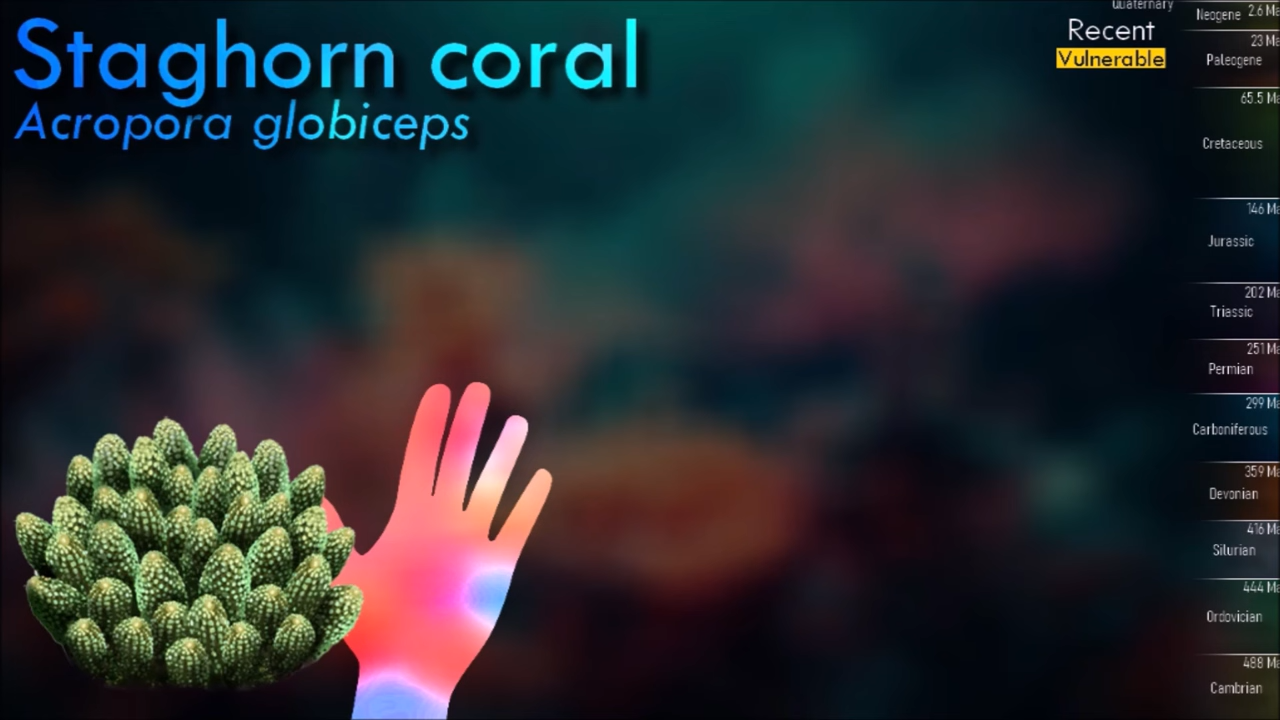 Staghorn coral
Acropora globiceps
Recent
Vulnerable
Quaternary
2.6 Ma
Neogene
23 Ma
Paleogene
65.5 Ma
Cretaceous
146 Ma
Jurassic
202 Ma
Triassic
251 Ma
Permian
299 Ma
Carboniferous
359 Ma
Devonian
416 Ma
Silurian
444 Ma
Ordovician
488 Ma
Cambrian